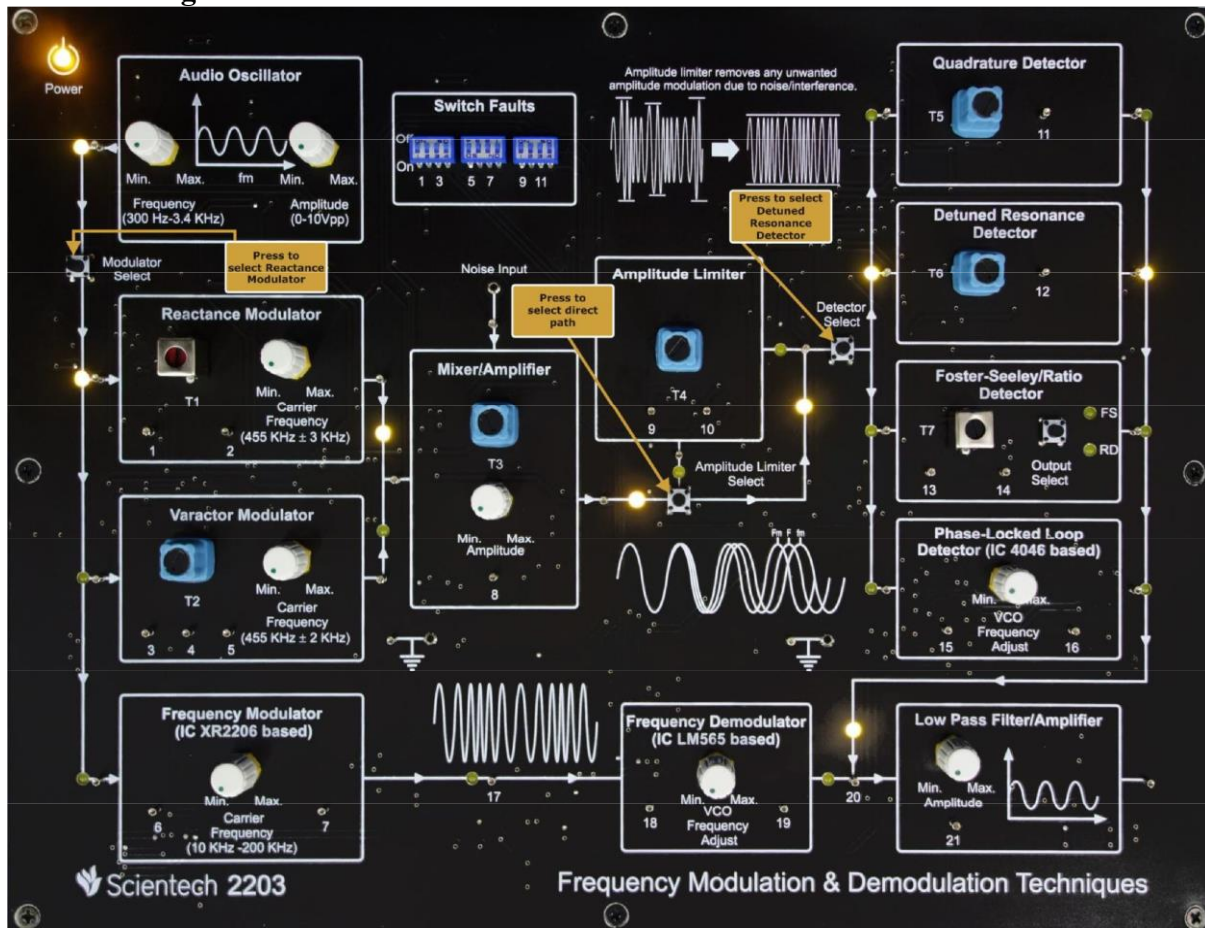 Power
Audio Oscillator
Min.
Max.
fm
Min.
Max.
Frequency
(300 Hz-3.4 KHz)
Amplitude
(0-10Vpp)
Switch Faults
Off
On
1 3 5 7 9 11
Amplitude limiter removes any unwanted
amplitude modulation due to noise/interference.
Quadrature Detector
T5
11
Press to select
Detuned
Resonance
Detector
Detuned Resonance
Detector
T6
12
Modulator
Select
Press to
select Reactance
Modulator
Noise Input
Press to
select direct
path
Amplitude Limiter
T4
9
10
Detector
Select
Reactance Modulator
T1
Min.
Max.
Carrier
Frequency
(455 KHz ± 3 KHz)
1
2
Mixer/Amplifier
T3
Min.
Max.
Amplitude
8
Amplitude Limiter
Select
Foster-Seeley/Ratio
Detector
T7
FS
RD
Output
Select
13
14
Varactor Modulator
T2
Min.
Max.
Carrier
Frequency
(455 KHz ± 2 KHz)
3
4
5
Fm F fm
Phase-Locked Loop
Detector (IC 4046 based)
Min.
Max.
VCO
Frequency
Adjust
15
16
Frequency Modulator
(IC XR2206 based)
Min.
Max.
Carrier
Frequency
(10 KHz -200 KHz)
6
7
17
Frequency Demodulator
(IC LM565 based)
Min.
Max.
VCO
Frequency
Adjust
18
19
20
Low Pass Filter/Amplifier
Min.
Max.
Amplitude
21
Scientech 2203
Frequency Modulation & Demodulation Techniques